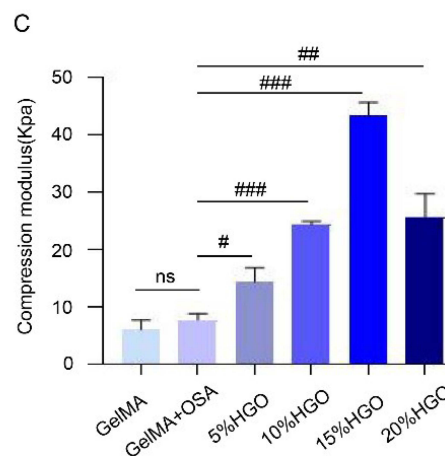 C
##
###
###
#
ns
Compression modulus(Kpa)
50
40
30
20
10
0
GelMA
GelMA+OSA
5%HGO
10%HGO
15%HGO
20%HGO